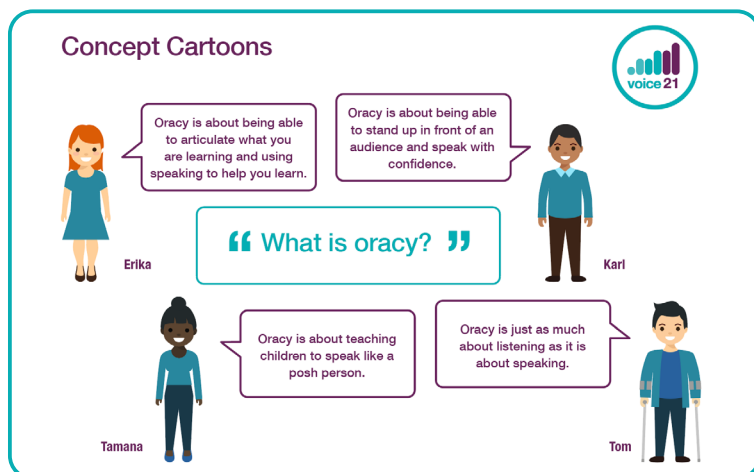 Concept Cartoons
voice 21
Oracy is about being able
to articulate what you
are learning and using
speaking to help you learn.
Oracy is about being able
to stand up in front of an
audience and speak with
confidence.
“ What is oracy? ”
Erika
Karl
Oracy is about teaching
children to speak like a
posh person.
Oracy is just as much
about listening as it is
about speaking.
Tamana
Tom